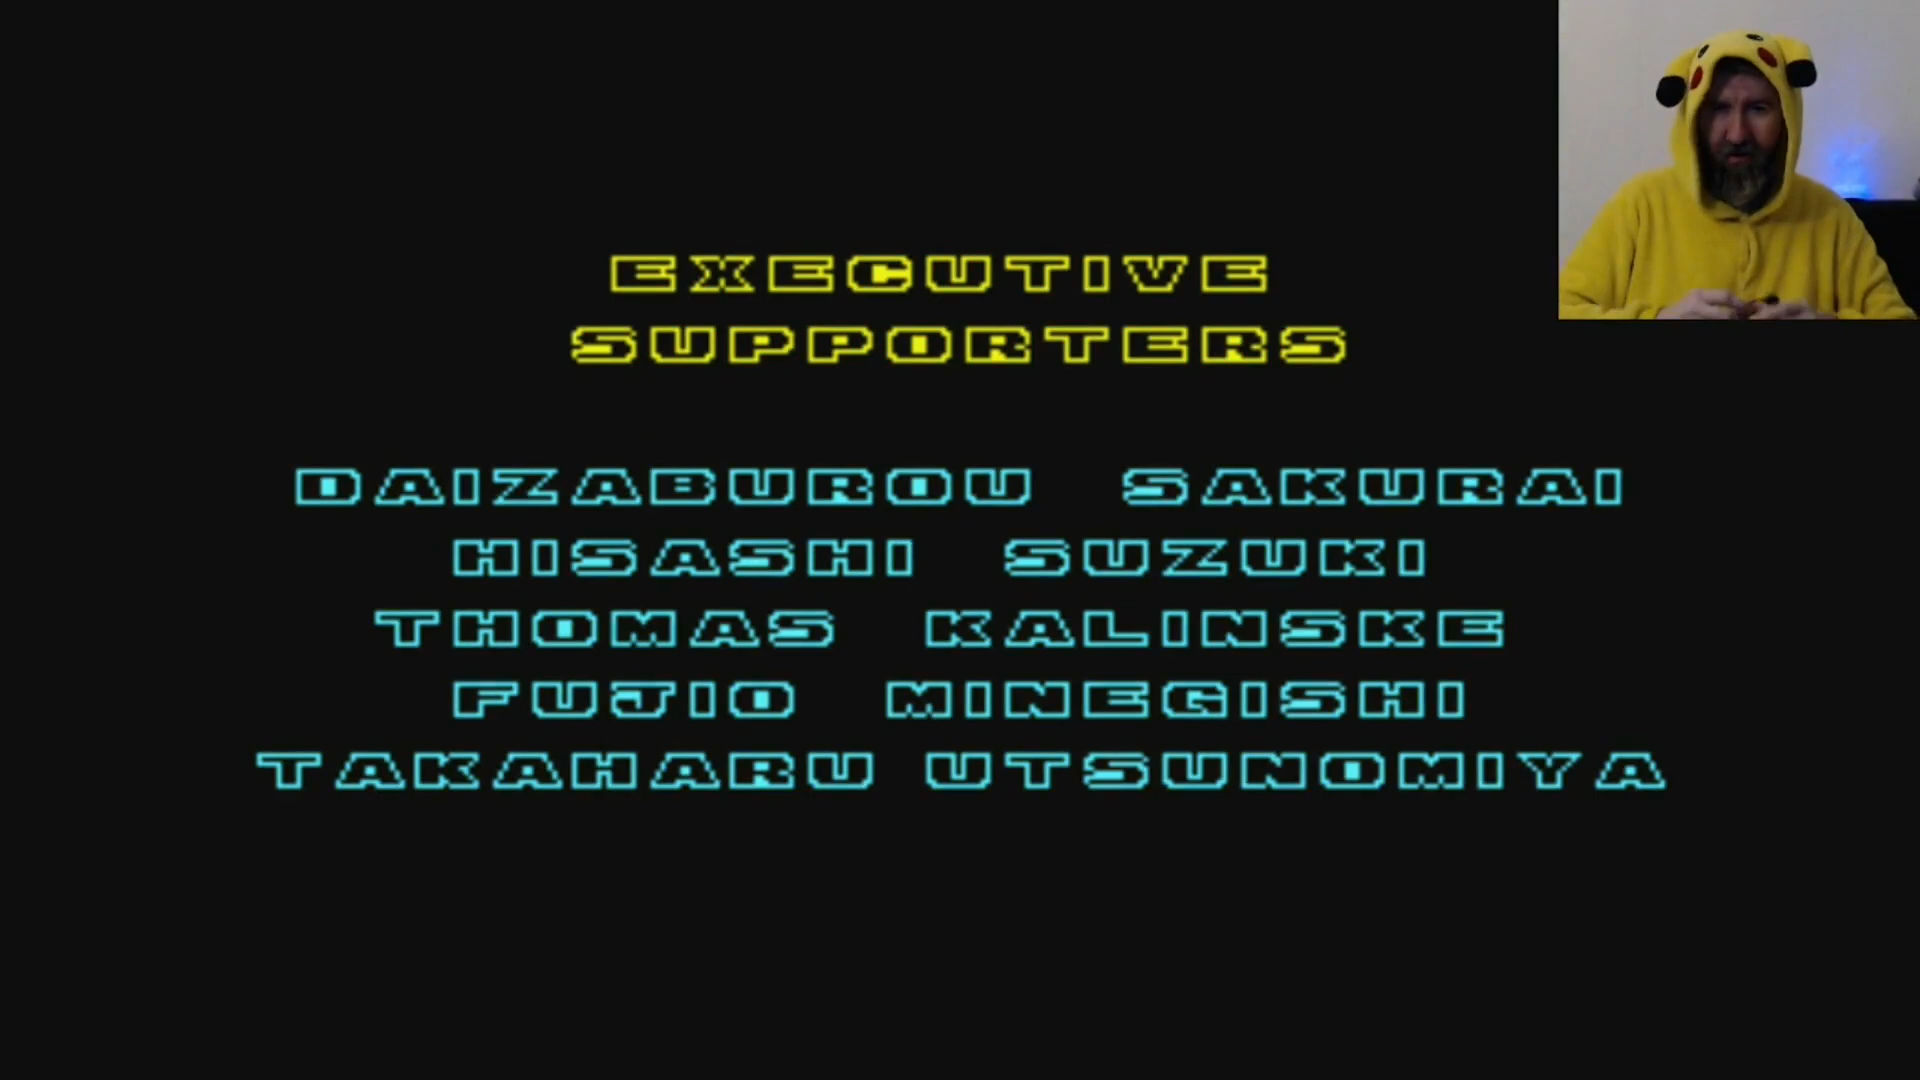 EXECUTIVE
SUPPORTERS
DAIZABUROU SAKURAI
HISASHI SUZUKI
THOMAS KALINSKE
FUJIO MINEGISHI
TAKAHARU UTSUNOMIYA